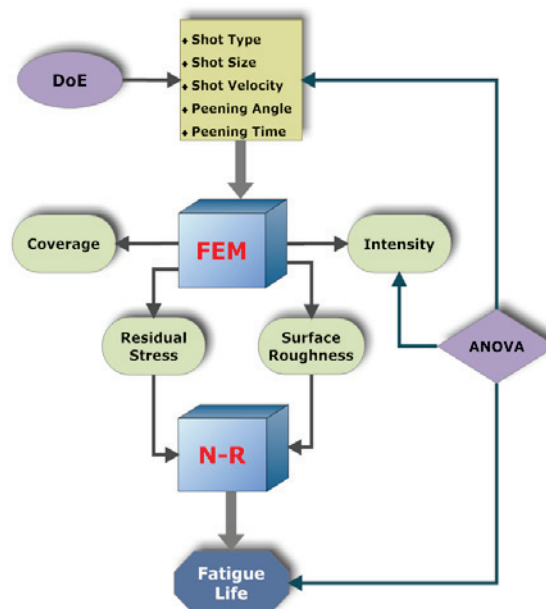 DoE
♦ Shot Type
♦ Shot Size
♦ Shot Velocity
♦ Peening Angle
♦ Peening Time
Coverage
FEM
Intensity
Residual
Stress
Surface
Roughness
ANOVA
N-R
Fatigue
Life